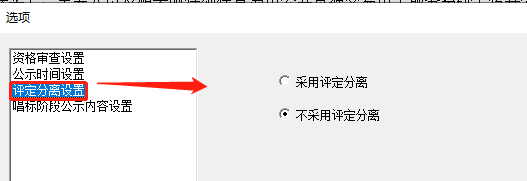 选项
资格审查设置
公示时间设置
评定分离设置
唱标阶段公示内容设置
采用评定分离
不采用评定分离